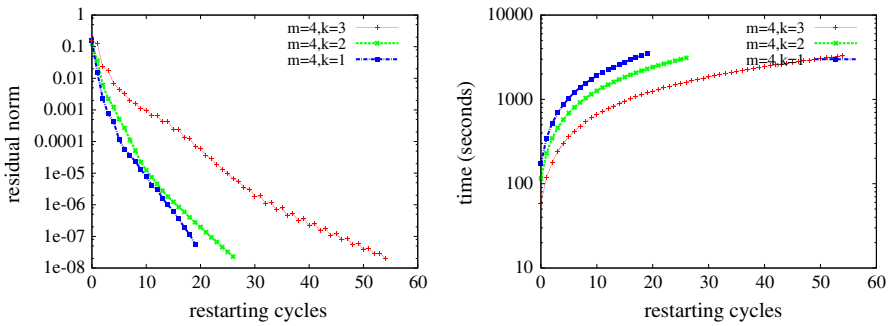 1
0.1
0.01
0.001
0.0001
1e-05
1e-06
1e-07
1e-08
residual norm
0 10 20 30 40 50 60
restarting cycles
m=4,k=3
m=4,k=2
m=4,k=1
10000
1000
100
10
time (seconds)
0 10 20 30 40 50 60
restarting cycles
m=4,k=3
m=4,k=2
m=4,k=1